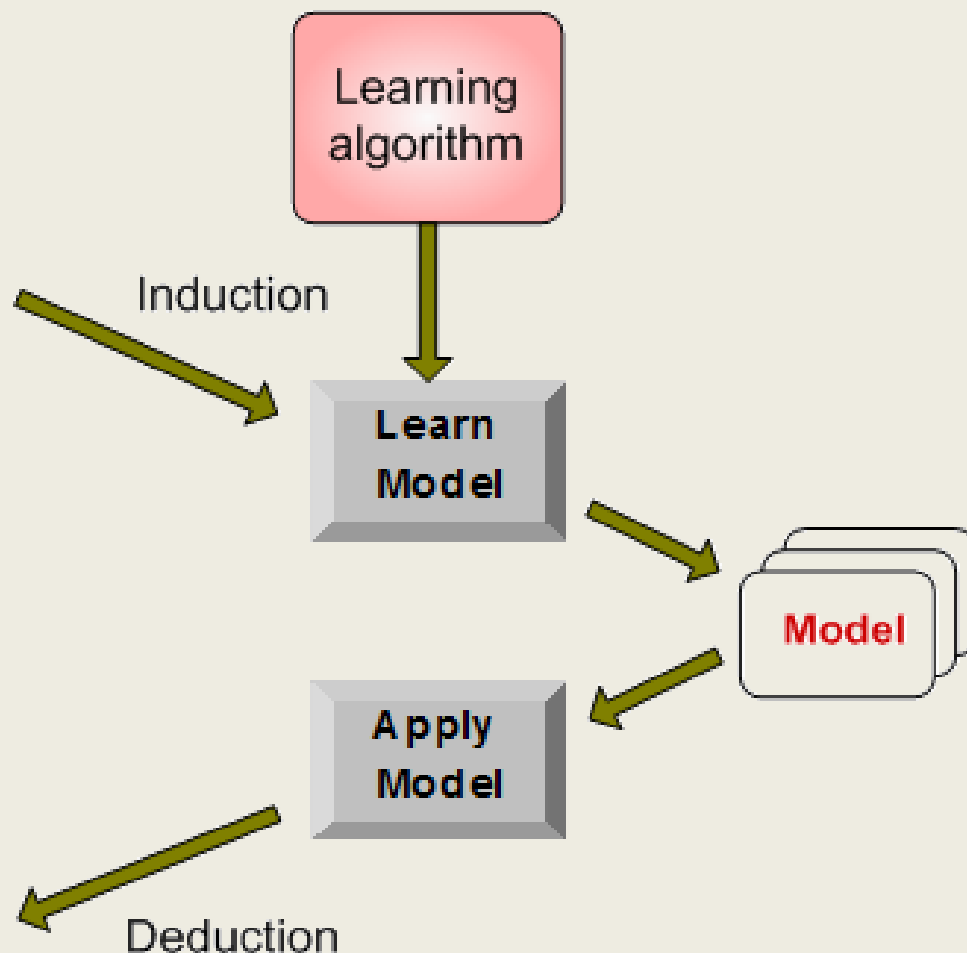 Learning
algorithm
Induction
Learn
Model
Model
Apply
Model
Deduction